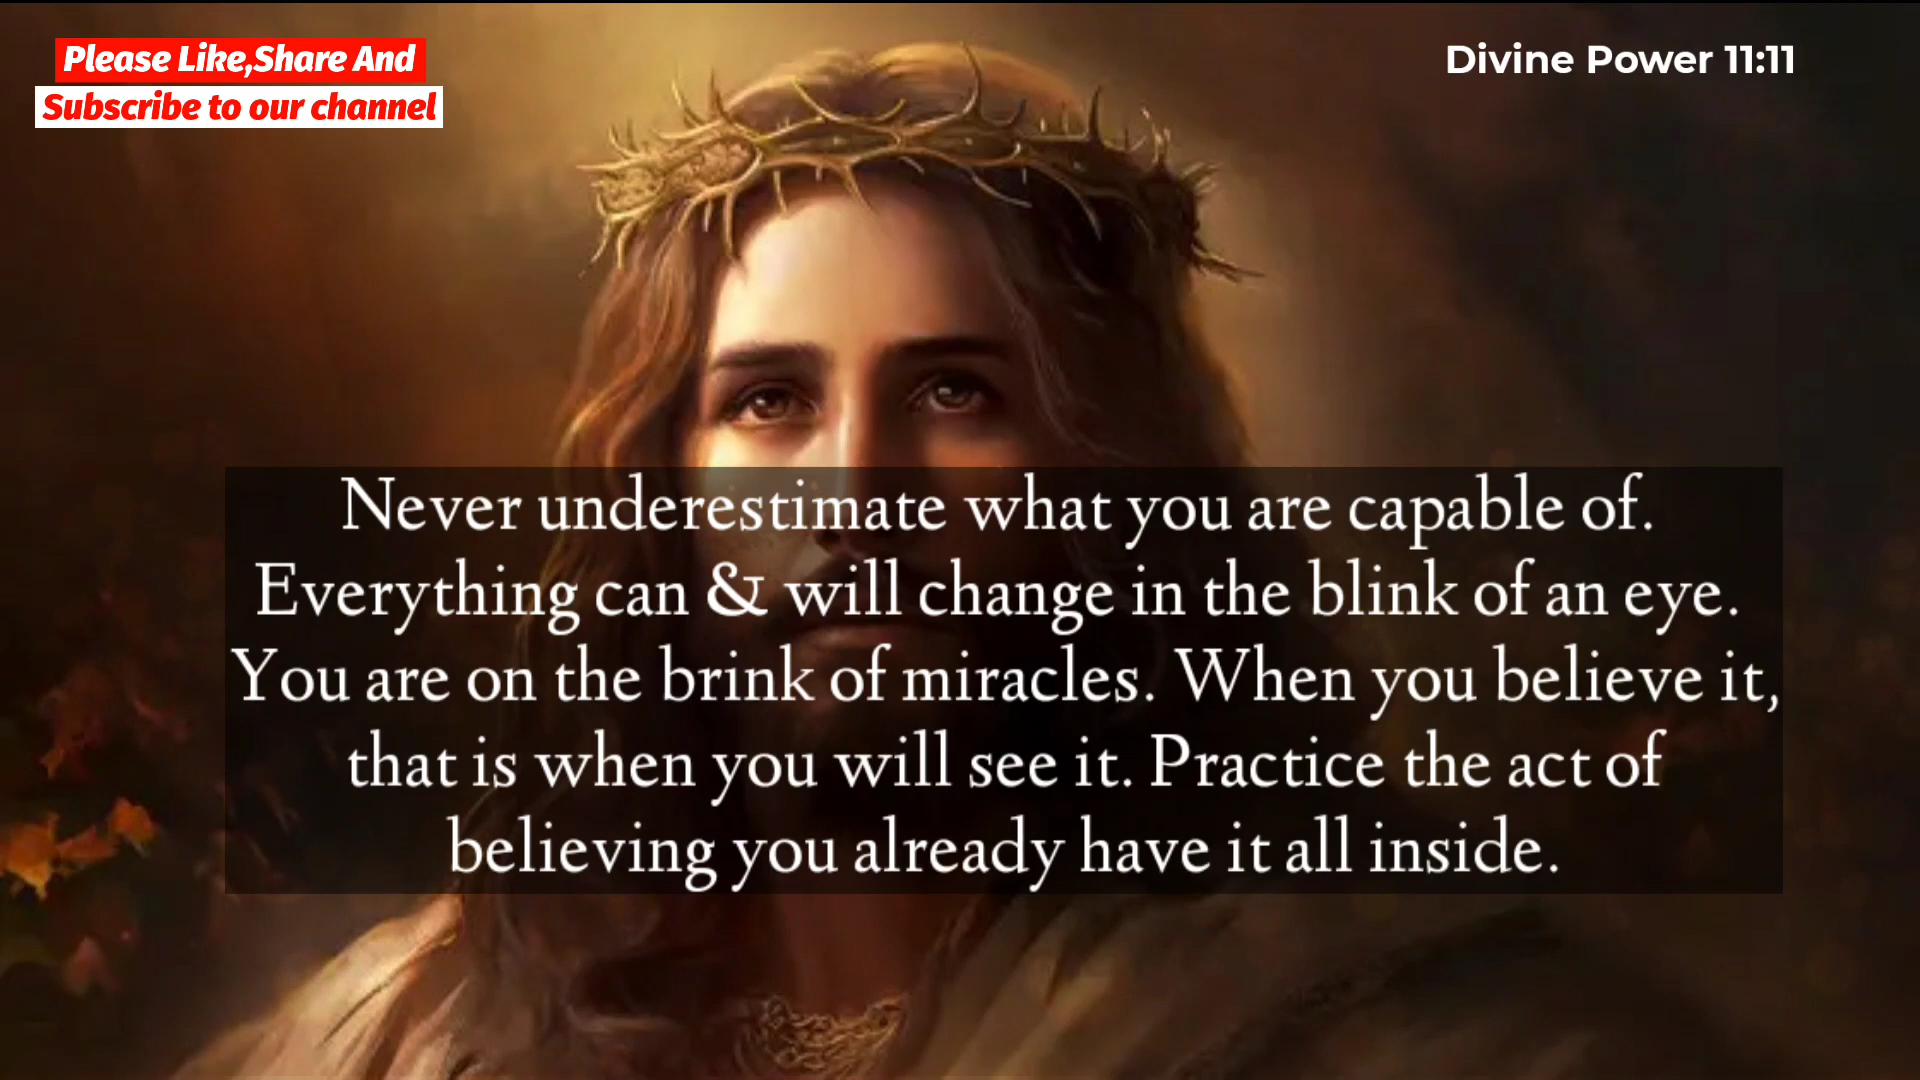 Please Like,Share And
Subscribe to our channel
Divine Power 11:11
Never underestimate what you are capable of.
Everything can & will change in the blink of an eye.
You are on the brink of miracles. When you believe it,
that is when you will see it. Practice the act of
believing you already have it all inside.